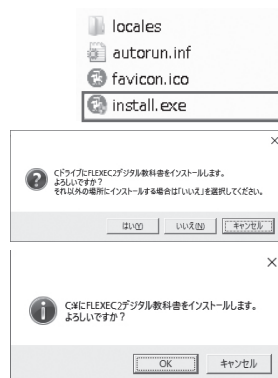 locales
autorun.inf
favicon.ico
install.exe
CドライブにFLEXEC2デジタル教科書をインストールします。
よろしいですか？
それ以外の場所にインストールする場合は「いいえ」を選択してください。
はい(Y)
いいえ(N)
キャンセル
C:¥にFLEXEC2デジタル教科書をインストールします。
よろしいですか？
OK
キャンセル